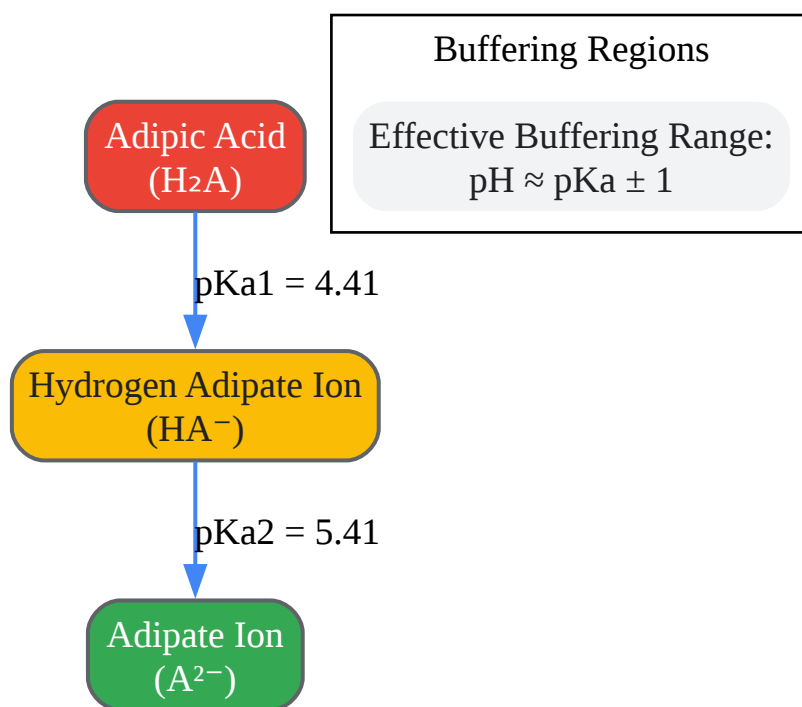 Buffering Regions
Effective Buffering Range:
pH ≈ pKa ± 1
Adipic Acid
(H₂A)
pKa1 = 4.41
Hydrogen Adipate Ion
(HA⁻)
pKa2 = 5.41
Adipate Ion
(A²⁻)